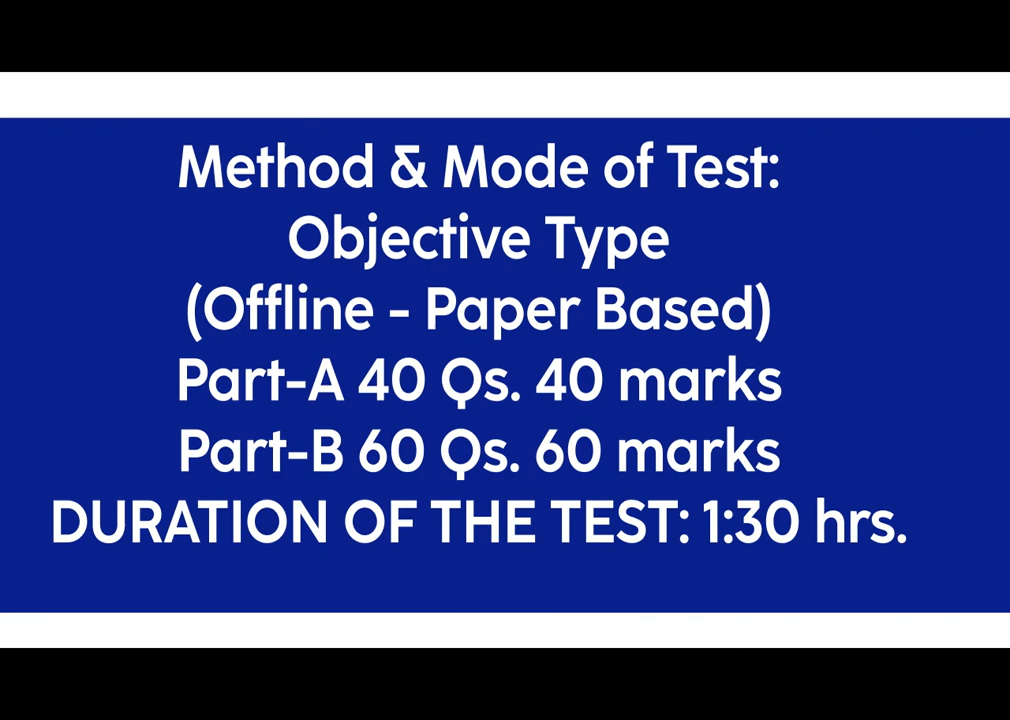 Method & Mode of Test:
Objective Type
(Offline - Paper Based)
Part-A 40 Qs. 40 marks
Part-B 60 Qs. 60 marks
DURATION OF THE TEST: 1:30 hrs.